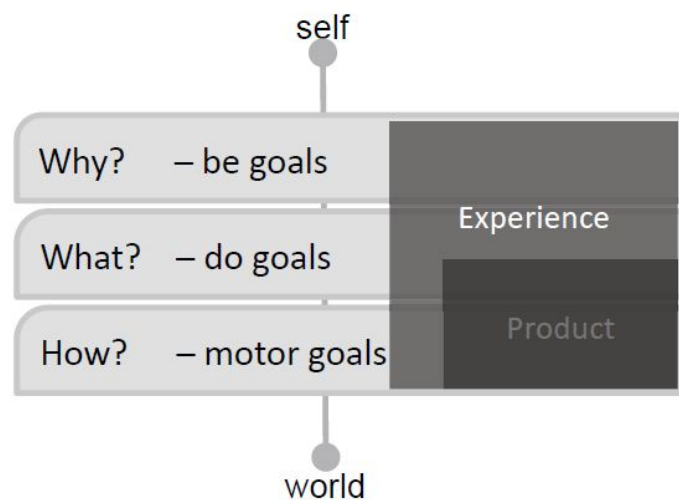 self
Why? – be goals
Experience
What? – do goals
Product
How? – motor goals
world